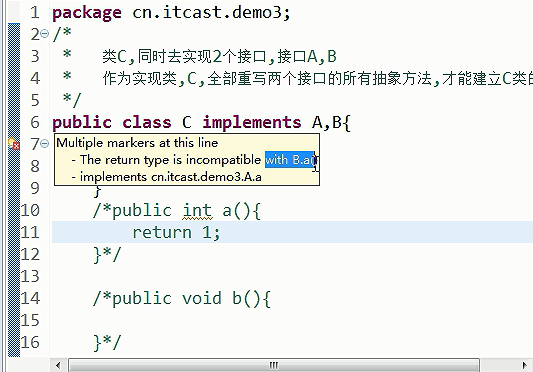 1 package cn.itcast.demo3;
2 /*
3 * 类C,同时去实现2个接口,接口A,B
4 * 作为实现类,C,全部重写两个接口的所有抽象方法,才能建立C类的
5 */
6 public class C implements A,B{
7 Multiple markers at this line
8 - The return type is incompatible with B.a
- implements cn.itcast.demo3.A.a
9 }
10 /*public int a(){
11 return 1;
12 }*/
13
14 /*public void b(){
15
16 }*/